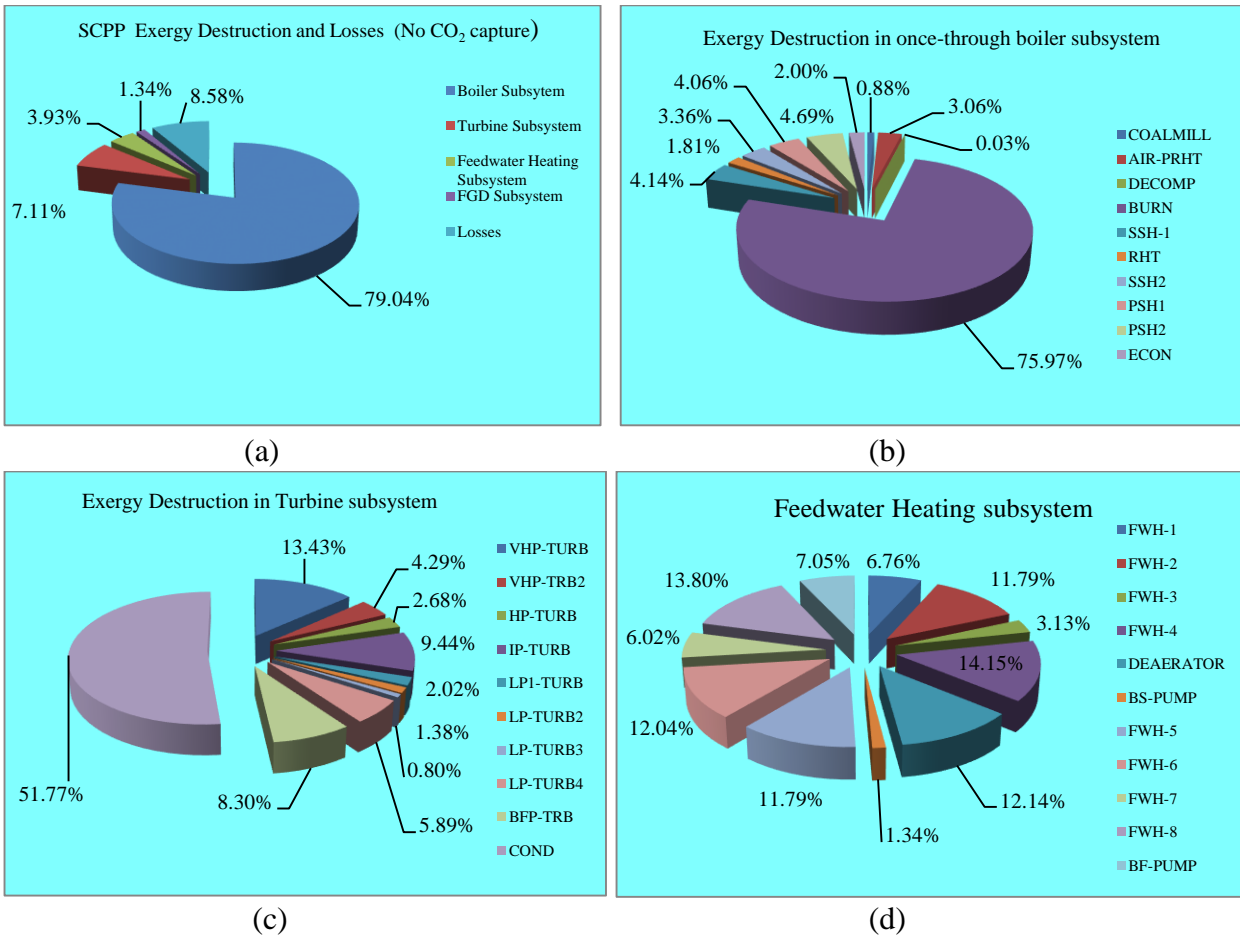 SCPP Exergy Destruction and Losses (No CO₂ capture)
1.34%
8.58%
3.93%
7.11%
79.04%
Boiler Subsytem
Turbine Subsystem
Feedwater Heating
Subsystem
FGD Subsystem
Losses
(a)
Exergy Destruction in once-through boiler subsystem
2.00%
0.88%
4.06%
3.06%
3.36%
4.69%
0.03%
1.81%
4.14%
75.97%
COALMILL
AIR-PRHT
DECOMP
BURN
SSH-1
RHT
SSH2
PSH1
PSH2
ECON
(b)
Exergy Destruction in Turbine subsystem
13.43%
4.29%
2.68%
9.44%
2.02%
1.38%
0.80%
5.89%
8.30%
51.77%
VHP-TURB
VHP-TRB2
HP-TURB
IP-TURB
LP1-TURB
LP-TURB2
LP-TURB3
LP-TURB4
BFP-TRB
COND
(c)
Feedwater Heating subsystem
7.05%
6.76%
13.80%
11.79%
3.13%
6.02%
14.15%
12.04%
11.79%
12.14%
1.34%
FWH-1
FWH-2
FWH-3
FWH-4
DEAERATOR
BS-PUMP
FWH-5
FWH-6
FWH-7
FWH-8
BF-PUMP
(d)